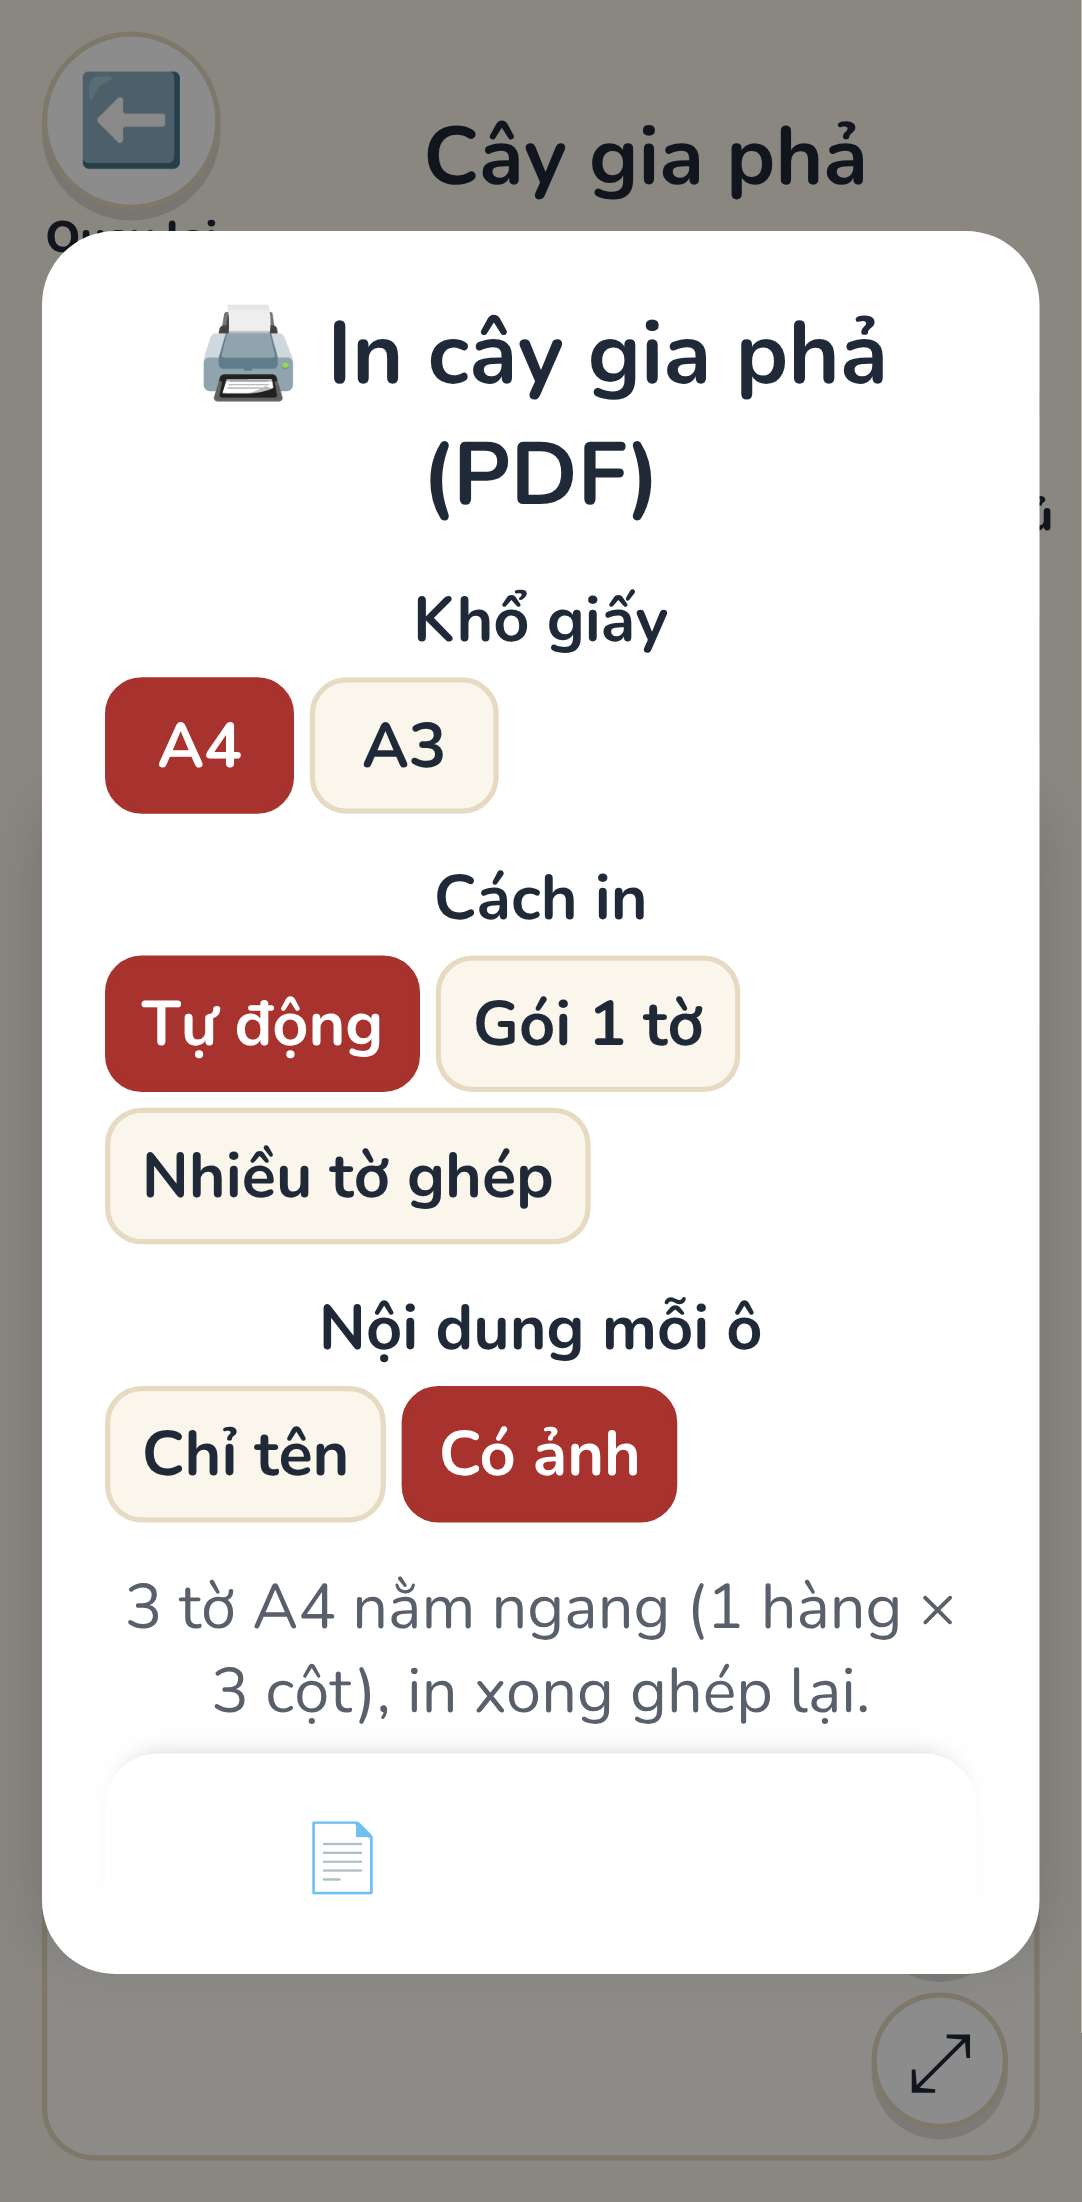 Cây gia phả
In cây gia phả
(PDF)
Khổ giấy
A4
A3
Cách in
Tự động
Gói 1 tờ
Nhiều tờ ghép
Nội dung mỗi ô
Chỉ tên
Có ảnh
3 tờ A4 nằm ngang (1 hàng ×
3 cột), in xong ghép lại.